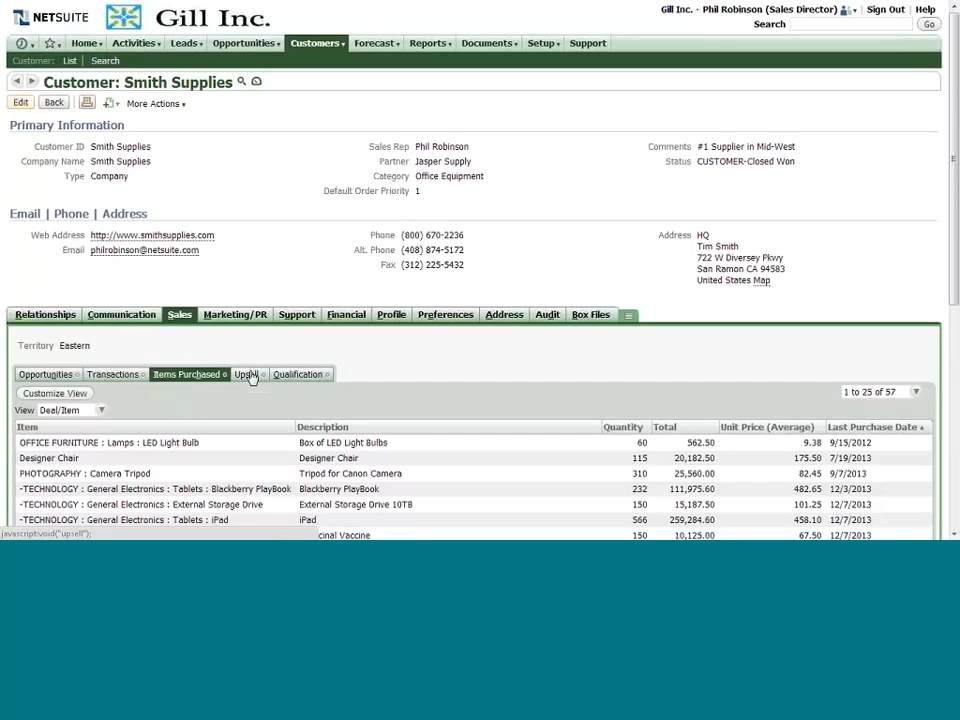 NETSUITE Gill Inc. Gill Inc. - Phil Robinson (Sales Director) Sign Out Help
Search Go
Home Activities Leads Opportunities Customers Forecast Reports Documents Setup Support
Customer: List Search
Customer: Smith Supplies
Edit Back More Actions
Primary Information
Customer ID Smith Supplies Sales Rep Phil Robinson Comments #1 Supplier in Mid-West
Company Name Smith Supplies Partner Jasper Supply Status CUSTOMER-Closed Won
Type Company Category Office Equipment
Default Order Priority 1
Email | Phone | Address
Web Address http://www.smithsupplies.com Phone (800) 670-2236 Address HQ
Email philrobinson@netsuite.com Alt. Phone (408) 874-5172 Tim Smith
722 W Diversey Pkwy
Fax (312) 225-5432 San Ramon CA 94583
United States Map
Relationships Communication Sales Marketing/PR Support Financial Profile Preferences Address Audit Box Files
Territory Eastern
Opportunities Transactions Items Purchased Upsell Qualification
Customize View 1 to 25 of 57
View Deal/Item
Item Description Quantity Total Unit Price (Average) Last Purchase Date
OFFICE FURNITURE : Lamps : LED Light Bulb Box of LED Light Bulbs 60 562.50 9.38 9/15/2012
Designer Chair Designer Chair 115 20,182.50 175.50 7/19/2013
PHOTOGRAPHY : Camera Tripod Tripod for Canon Camera 310 25,560.00 82.45 9/7/2013
-TECHNOLOGY : General Electronics : Tablets : Blackberry PlayBook Blackberry PlayBook 232 111,975.60 482.65 12/3/2013
-TECHNOLOGY : General Electronics : External Storage Drive External Storage Drive 10TB 150 15,187.50 101.25 12/7/2013
-TECHNOLOGY : General Electronics : Tablets : iPad iPad 566 259,284.60 458.10 12/7/2013
javascript:void("upsell"); cinal Vaccine 150 10,125.00 67.50 12/7/2013